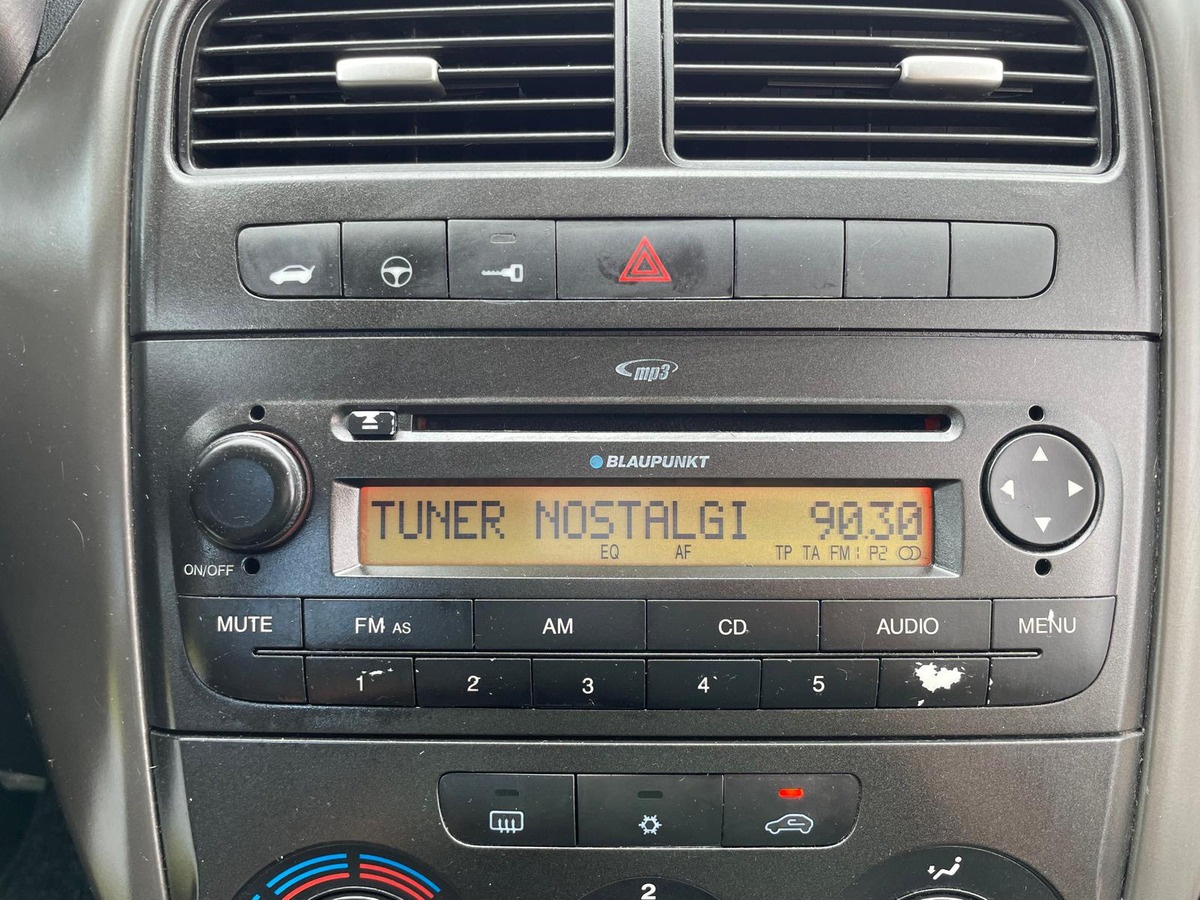 mp3
BLAUPUNKT
TUNER NOSTALGI 90.30
EQ AF TP TA FM1 P2
ON/OFF
MUTE FM AS AM CD AUDIO MENU
1 2 3 4 5
2